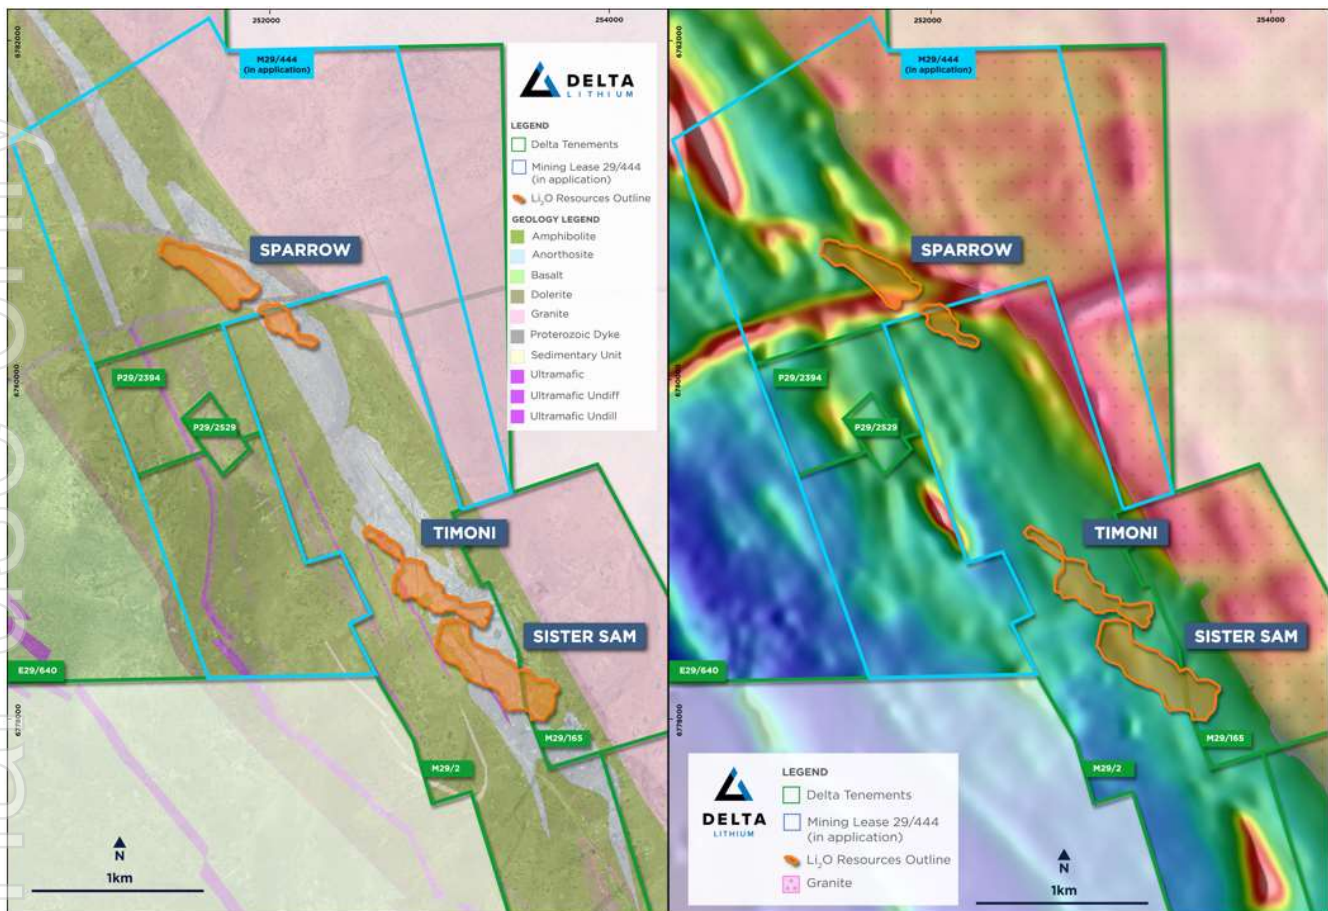 252000
254000
6782000
M29/444
(in application)
DELTA
LITHIUM
LEGEND
Delta Tenements
Mining Lease 29/444
(in application)
Li2O Resources Outline
GEOLOGY LEGEND
Amphibolite
Anorthosite
Basalt
Dolerite
Granite
Proterozoic Dyke
Sedimentary Unit
Ultramafic
Ultramafic Undiff
Ultramafic Undill
SPARROW
6780000
P29/2394
P29/2529
TIMONI
SISTER SAM
E29/640
6778000
M29/165
M29/2
N
1km
252000
254000
6782000
M29/444
(in application)
SPARROW
6780000
P29/2394
P29/2529
TIMONI
SISTER SAM
E29/640
6778000
M29/165
M29/2
DELTA
LITHIUM
LEGEND
Delta Tenements
Mining Lease 29/444
(in application)
Li2O Resources Outline
Granite
N
1km